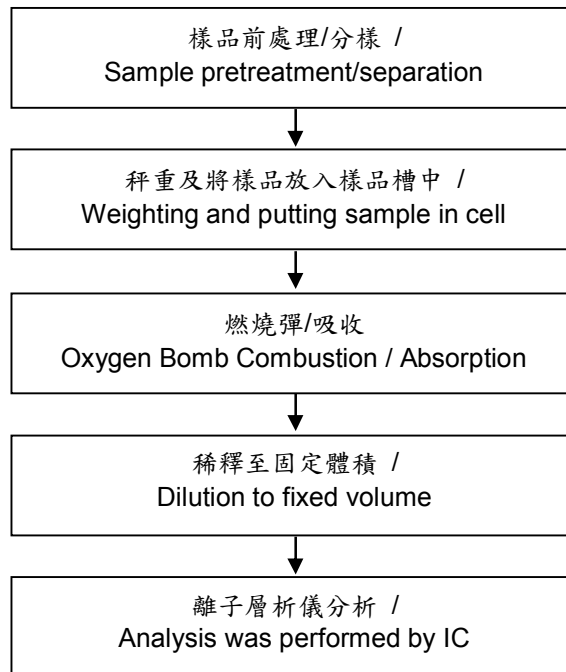 樣品前處理/分樣 /
Sample pretreatment/separation
秤重及將樣品放入樣品槽中 /
Weighting and putting sample in cell
燃燒彈/吸收
Oxygen Bomb Combustion / Absorption
稀釋至固定體積 /
Dilution to fixed volume
離子層析儀分析 /
Analysis was performed by IC